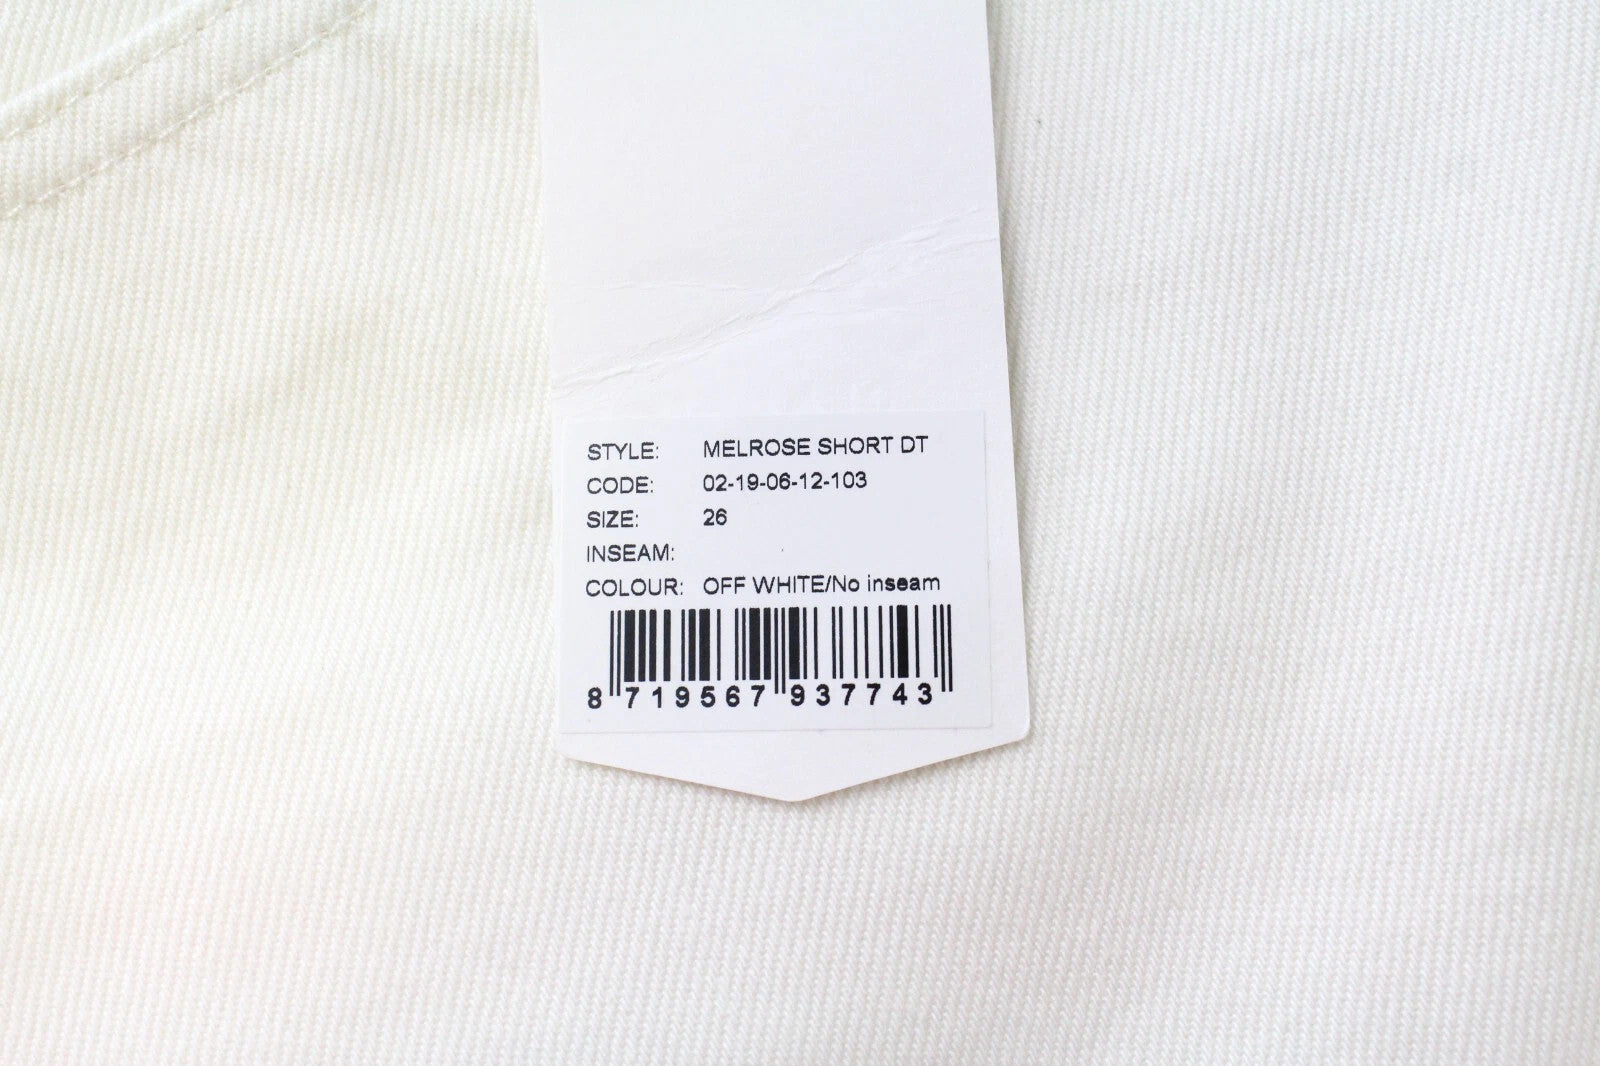 STYLE: MELROSE SHORT DT
CODE: 02-19-06-12-103
SIZE: 26
INSEAM:
COLOUR: OFF WHITE/No inseam
8 719567 937743